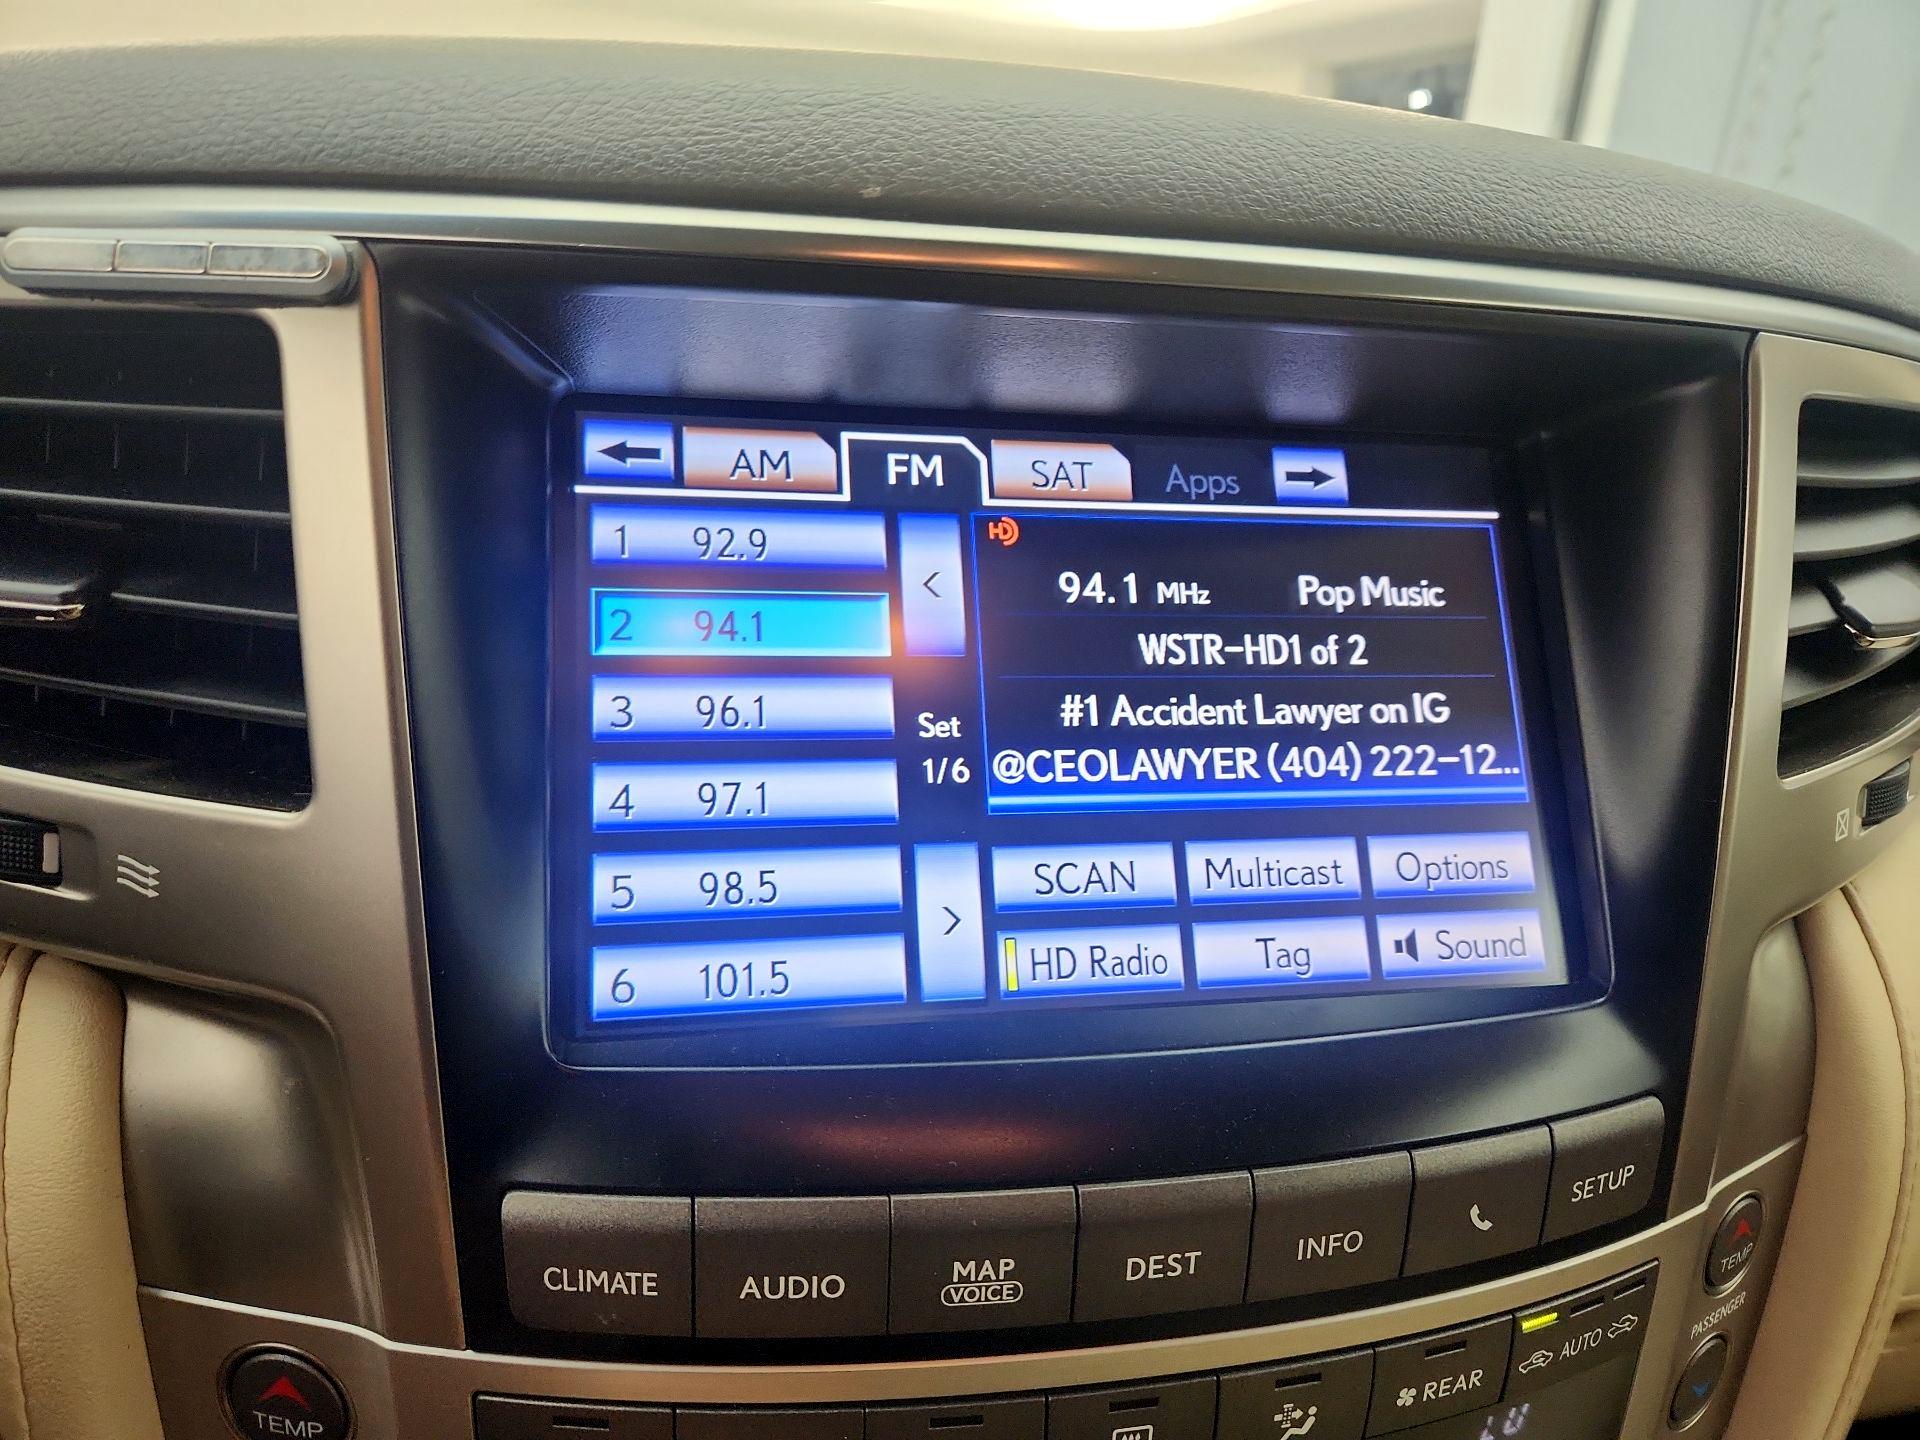 AM FM SAT Apps
1 92.9
2 94.1
3 96.1
4 97.1
5 98.5
6 101.5
<
Set
1/6
>
HD
94.1 MHz Pop Music
WSTR-HD1 of 2
#1 Accident Lawyer on IG
@CEOLAWYER (404) 222-12...
SCAN Multicast Options
HD Radio Tag Sound
CLIMATE AUDIO MAP VOICE DEST INFO SETUP
TEMP
TEMP
PASSENGER
REAR AUTO